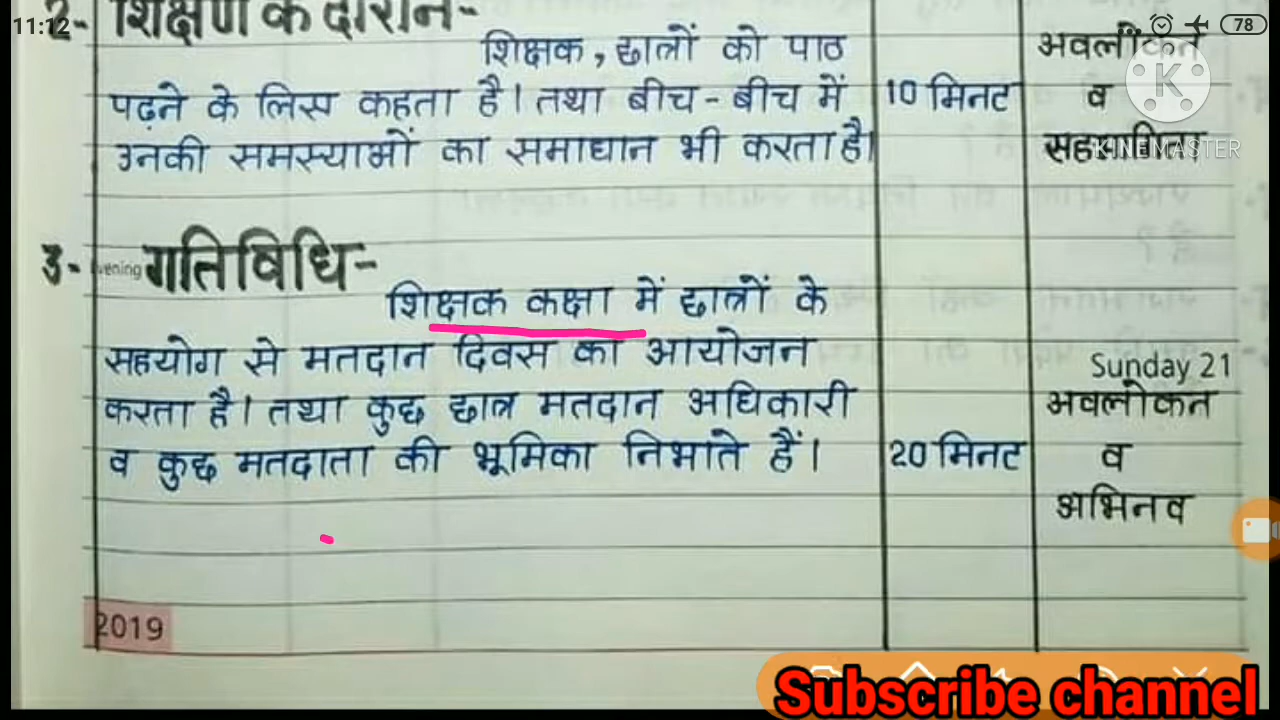 11:12
78
2- शिक्षण के दौरान-
शिक्षक, छात्रों को पाठ
पढ़ने के लिए कहता है। तथा बीच-बीच में
उनकी समस्याओं का समाधान भी करता है।
10 मिनट
अवलोकन
व
सहभागिता
K
KINEMASTER
3- Evening गतिविधि-
शिक्षक कक्षा में छात्रों के
सहयोग से मतदान दिवस का आयोजन
करता है। तथा कुछ छात्र मतदान अधिकारी
व कुछ मतदाता की भूमिका निभाते हैं।
20 मिनट
Sunday 21
अवलोकन
व
अभिनव
2019
Subscribe channel